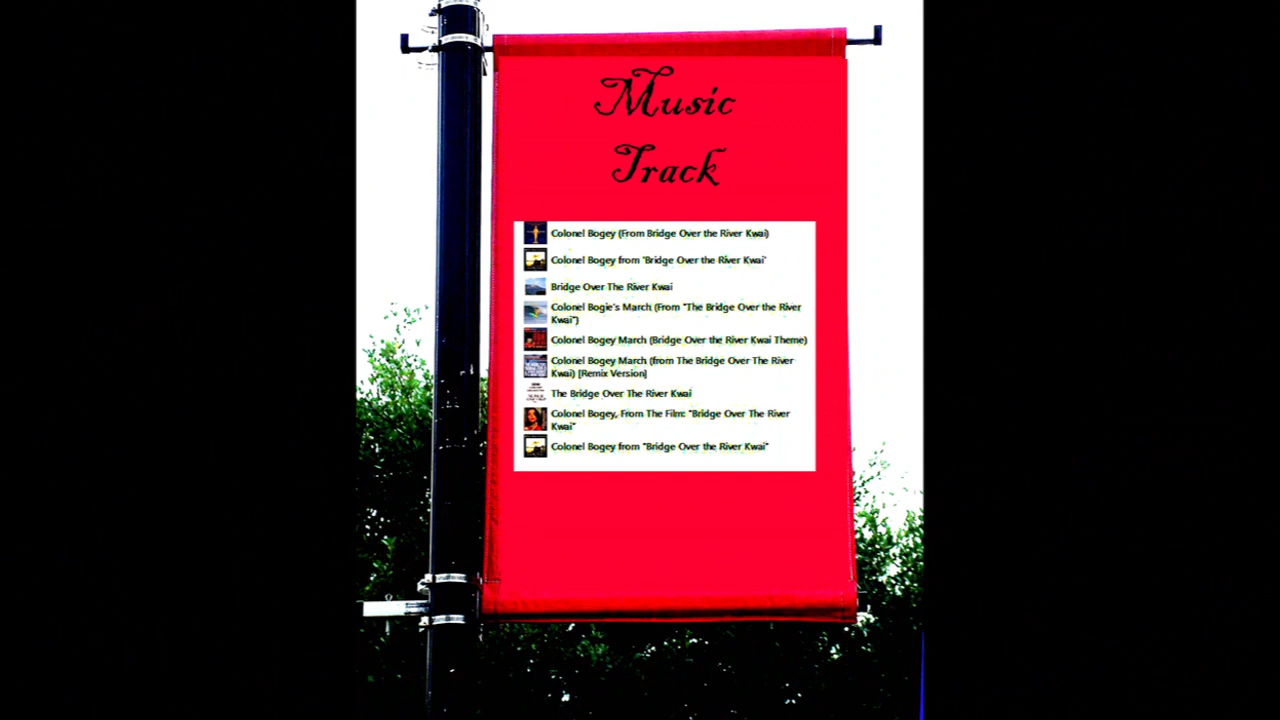 Music
Track
Colonel Bogey (From Bridge Over the River Kwai)
Colonel Bogey from 'Bridge Over the River Kwai'
Bridge Over The River Kwai
Colonel Bogie's March (From "The Bridge Over the River
Kwai")
Colonel Bogey March (Bridge Over the River Kwai Theme)
Colonel Bogey March (from The Bridge Over The River
Kwai) [Remix Version]
The Bridge Over The River Kwai
Colonel Bogey, From The Film: "Bridge Over The River
Kwai"
Colonel Bogey from "Bridge Over the River Kwai"